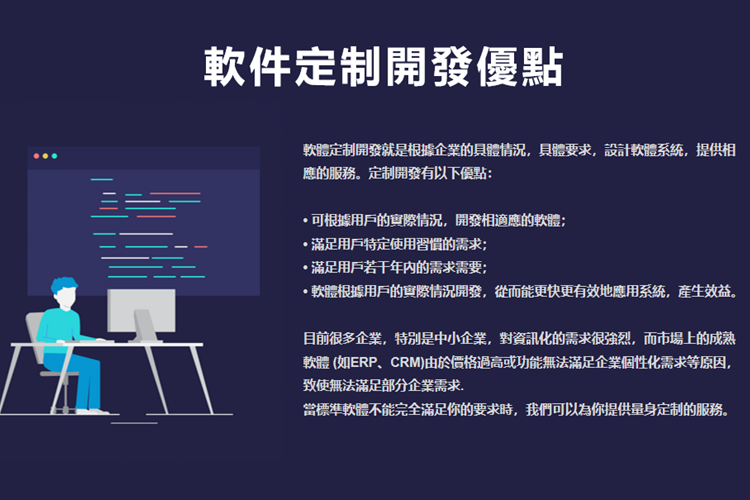 軟件定制開發優點
軟體定制開發就是根據企業的具體情況，具體要求，設計軟體系統，提供相
應的服務。定制開發有以下優點：
• 可根據用戶的實際情況，開發相適應的軟體；
• 滿足用戶特定使用習慣的需求；
• 滿足用戶若干年內的需求需要；
• 軟體根據用戶的實際情況開發，從而能更快更有效地應用系統，產生效益。
目前很多企業，特別是中小企業，對資訊化的需求很強烈，而市場上的成熟
軟體 (如ERP、CRM)由於價格過高或功能無法滿足企業個性化需求等原因，
致使無法滿足部分企業需求.
當標準軟體不能完全滿足你的要求時，我們可以為你提供量身定制的服務。